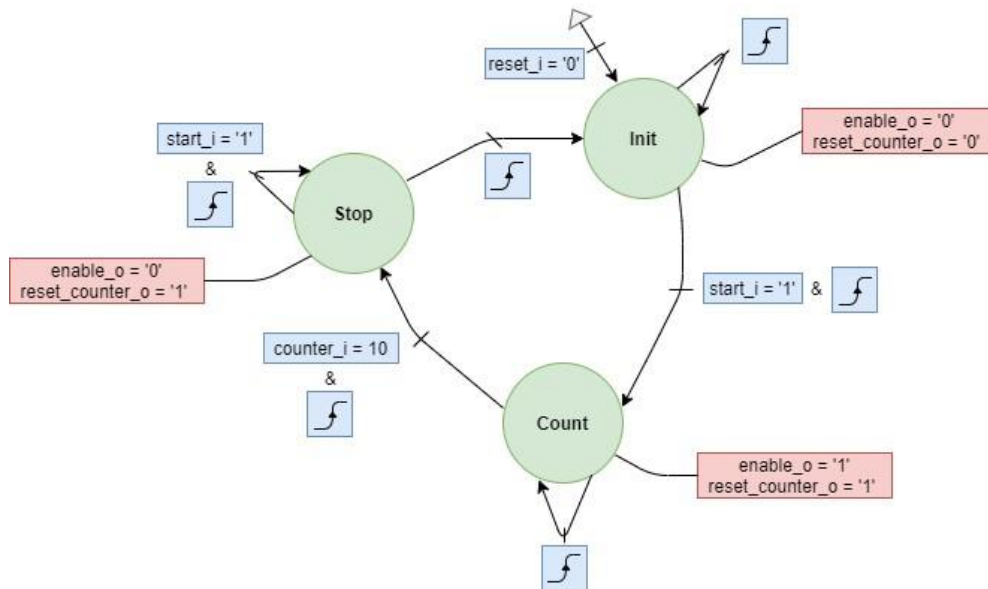 reset_i = '0'
Init
enable_o = '0'
reset_counter_o = '0'
start_i = '1'
&
Stop
enable_o = '0'
reset_counter_o = '1'
start_i = '1' &
counter_i = 10
&
Count
enable_o = '1'
reset_counter_o = '1'